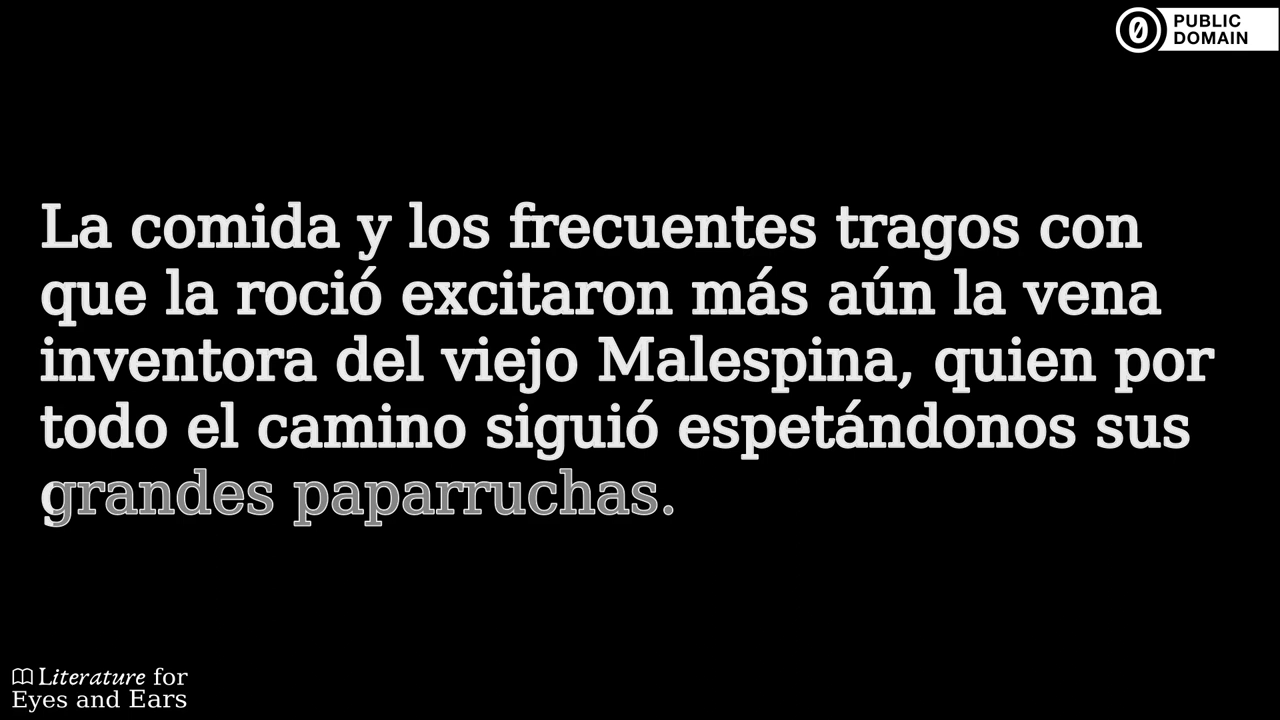 PUBLIC
DOMAIN
La comida y los frecuentes tragos con
que la roció excitaron más aún la vena
inventora del viejo Malespina, quien por
todo el camino siguió espetándonos sus
grandes paparruchas.
Literature for
Eyes and Ears